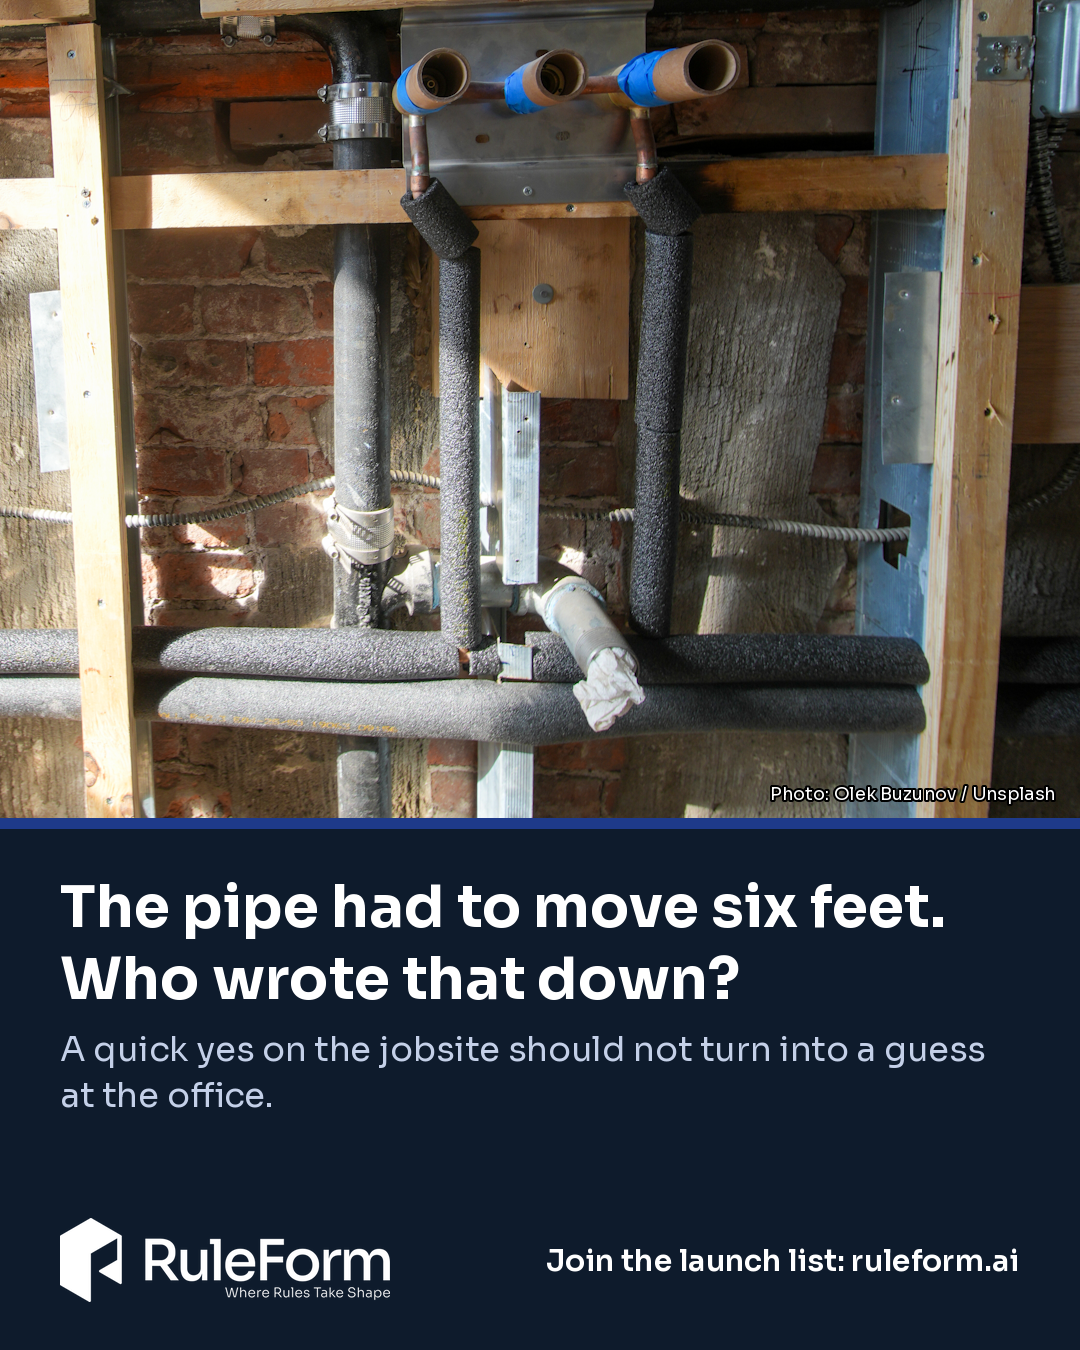 Photo: Olek Buzunov / Unsplash
The pipe had to move six feet.
Who wrote that down?
A quick yes on the jobsite should not turn into a guess
at the office.
RuleForm
Where Rules Take Shape
Join the launch list: ruleform.ai